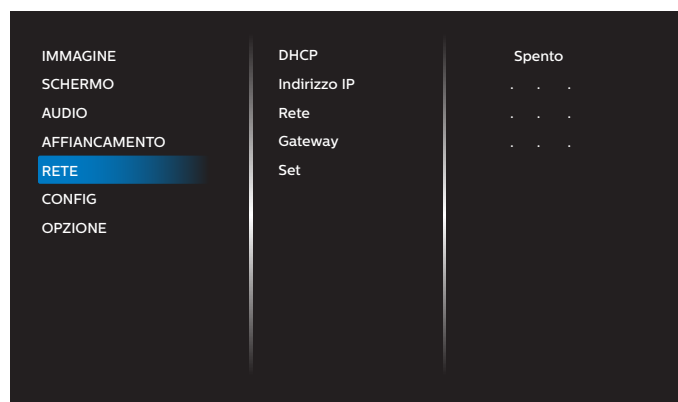 IMMAGINE
SCHERMO
AUDIO
AFFIANCAMENTO
RETE
CONFIG
OPZIONE
DHCP
Indirizzo IP
Rete
Gateway
Set
Spento
. . .
. . .
. . .